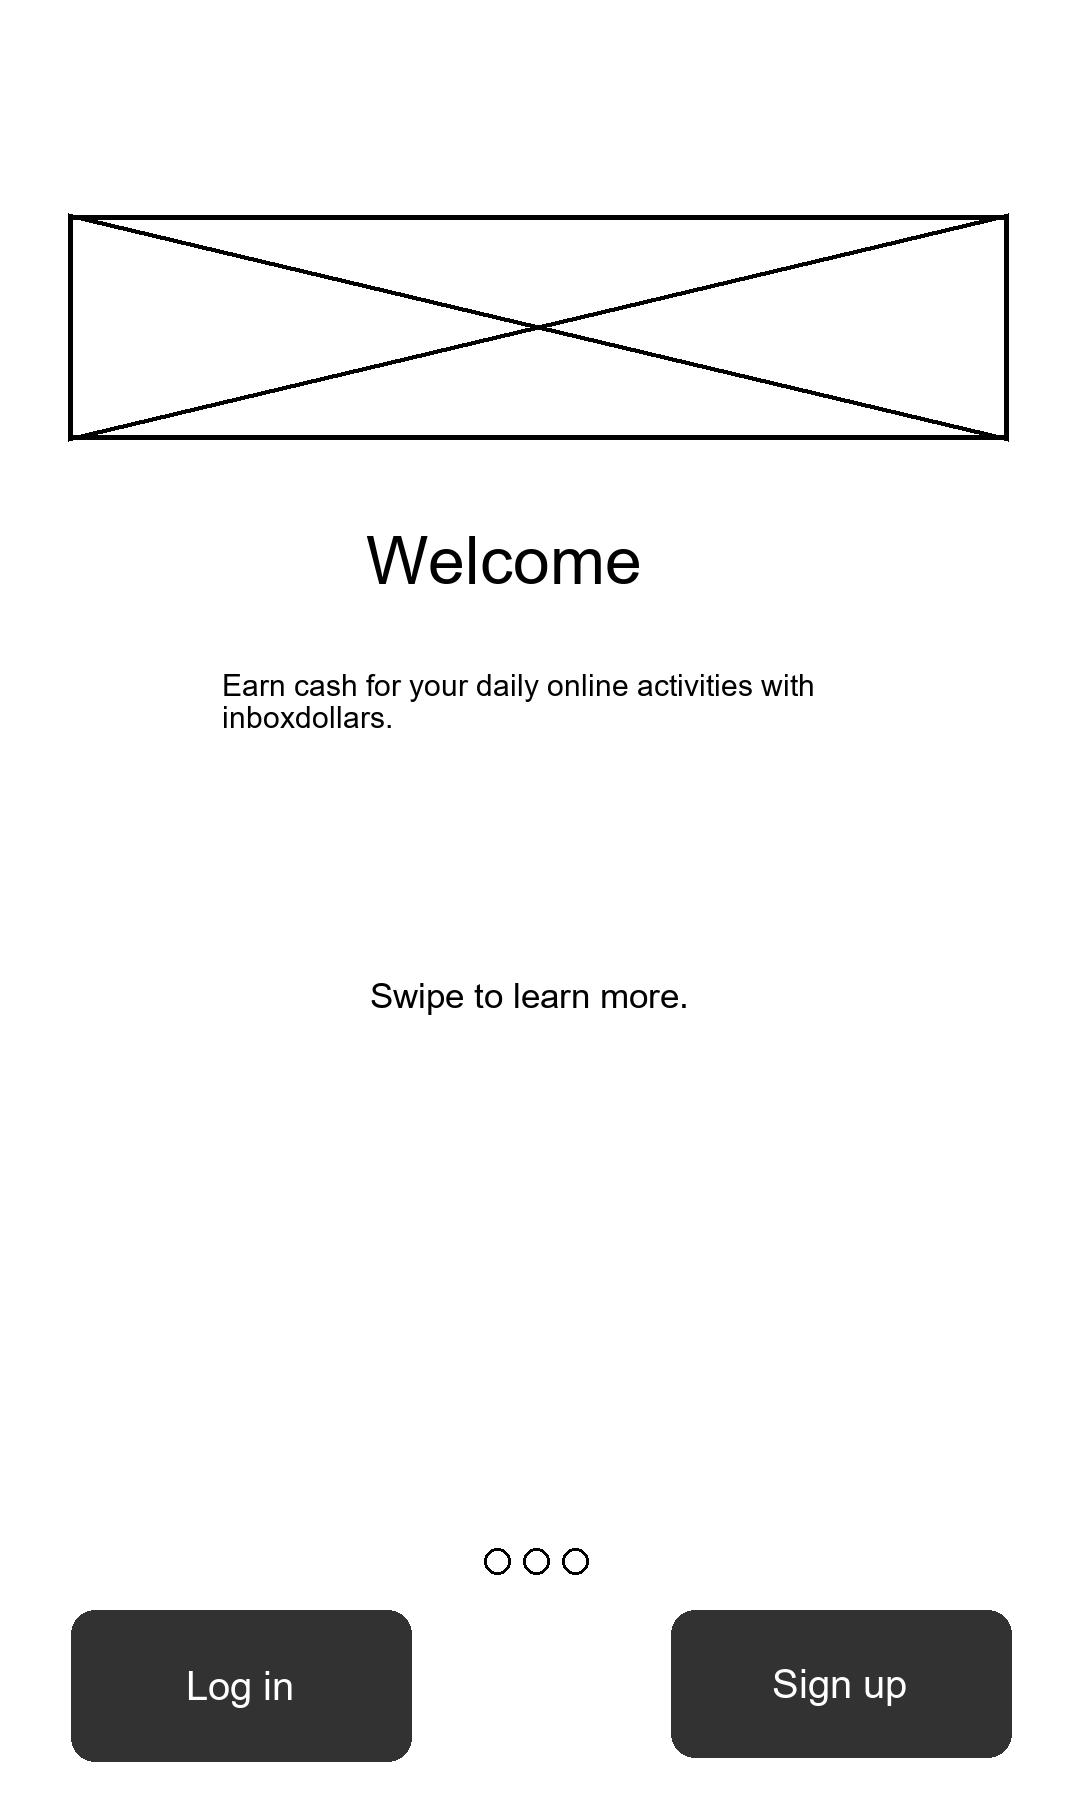 Welcome
Earn cash for your daily online activities with
inboxdollars.
Swipe to learn more.
Log in
Sign up